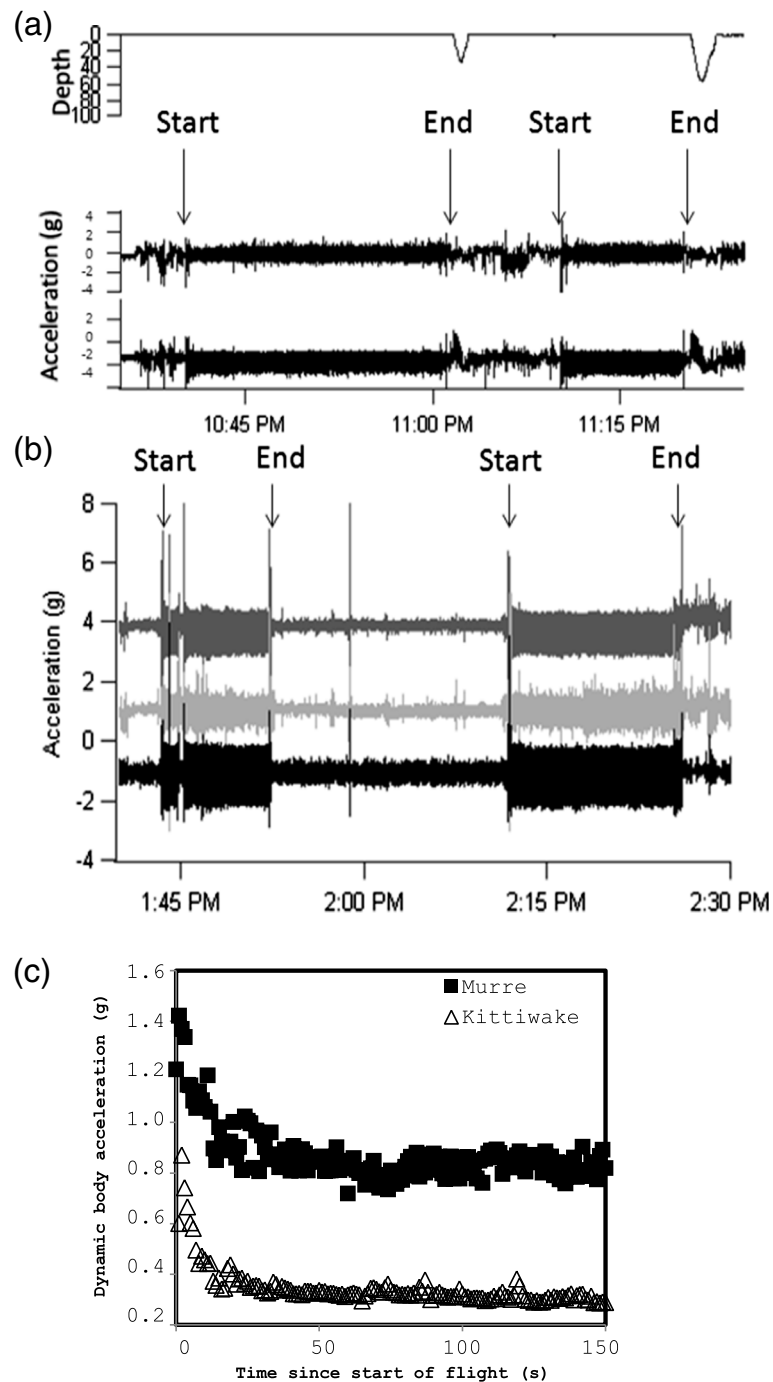 (a)
0
20
40
60
80
100
Depth
Start End Start End
4
2
0
-2
-4
2
0
-2
-4
Acceleration (g)
10:45 PM 11:00 PM 11:15 PM
(b)
Start End Start End
8
6
4
2
0
-2
-4
Acceleration (g)
1:45 PM 2:00 PM 2:15 PM 2:30 PM
(c)
1.6
1.4
1.2
1.0
0.8
0.6
0.4
0.2
Dynamic body acceleration (g)
Murre
Kittiwake
0 50 100 150
Time since start of flight (s)